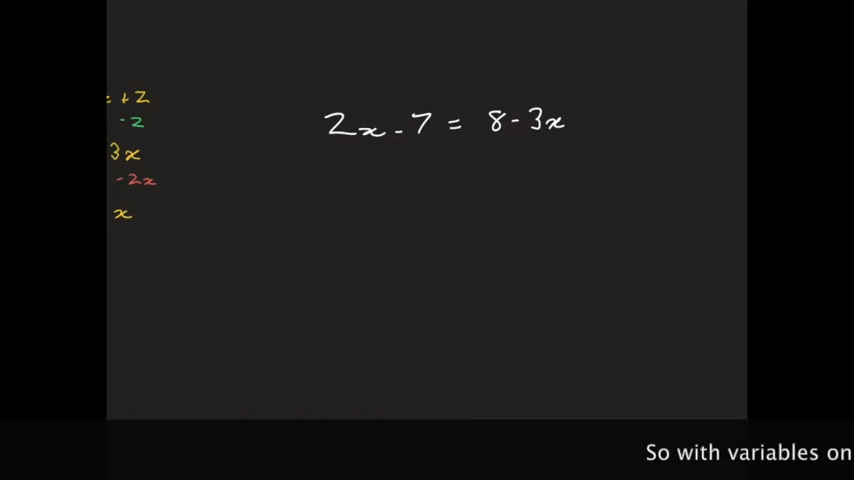 +2
-2
3x
-2x
x
2x - 7 = 8 - 3x
So with variables on